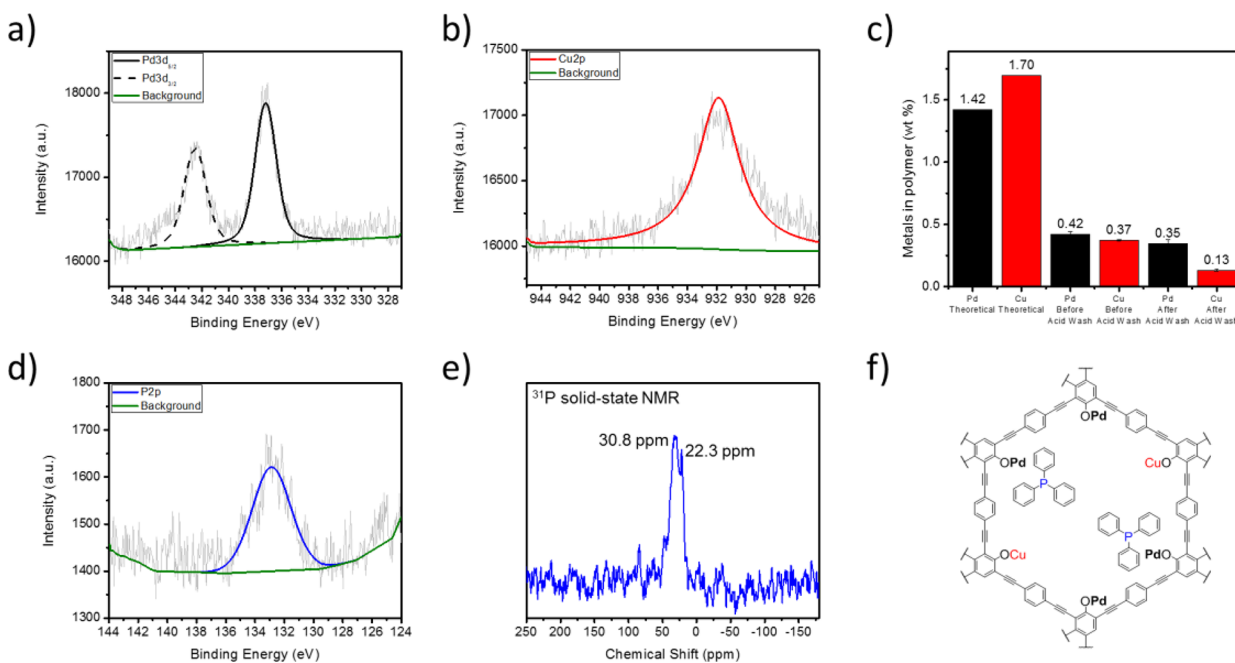 a)
Pd3d5/2
Pd3d3/2
Background
18000
17000
16000
Intensity (a.u.)
348 346 344 342 340 338 336 334 332 330 328
Binding Energy (eV)
b)
Cu2p
Background
17500
17000
16500
16000
Intensity (a.u.)
944 942 940 938 936 934 932 930 928 926
Binding Energy (eV)
c)
1.70
1.42
0.42
0.37
0.35
0.13
1.5
1.0
0.5
0.0
Metals in polymer (wt %)
Pd Theoretical
Cu Theoretical
Pd Before Acid Wash
Cu Before Acid Wash
Pd After Acid Wash
Cu After Acid Wash
d)
P2p
Background
1800
1700
1600
1500
1400
1300
Intensity (a.u.)
144 142 140 138 136 134 132 130 128 126 124
Binding Energy (eV)
e)
31P solid-state NMR
30.8 ppm
22.3 ppm
250 200 150 100 50 0 -50 -100 -150
Chemical Shift (ppm)
f)
OPd
OPd
CuO
P
P
OCu
PdO
OPd